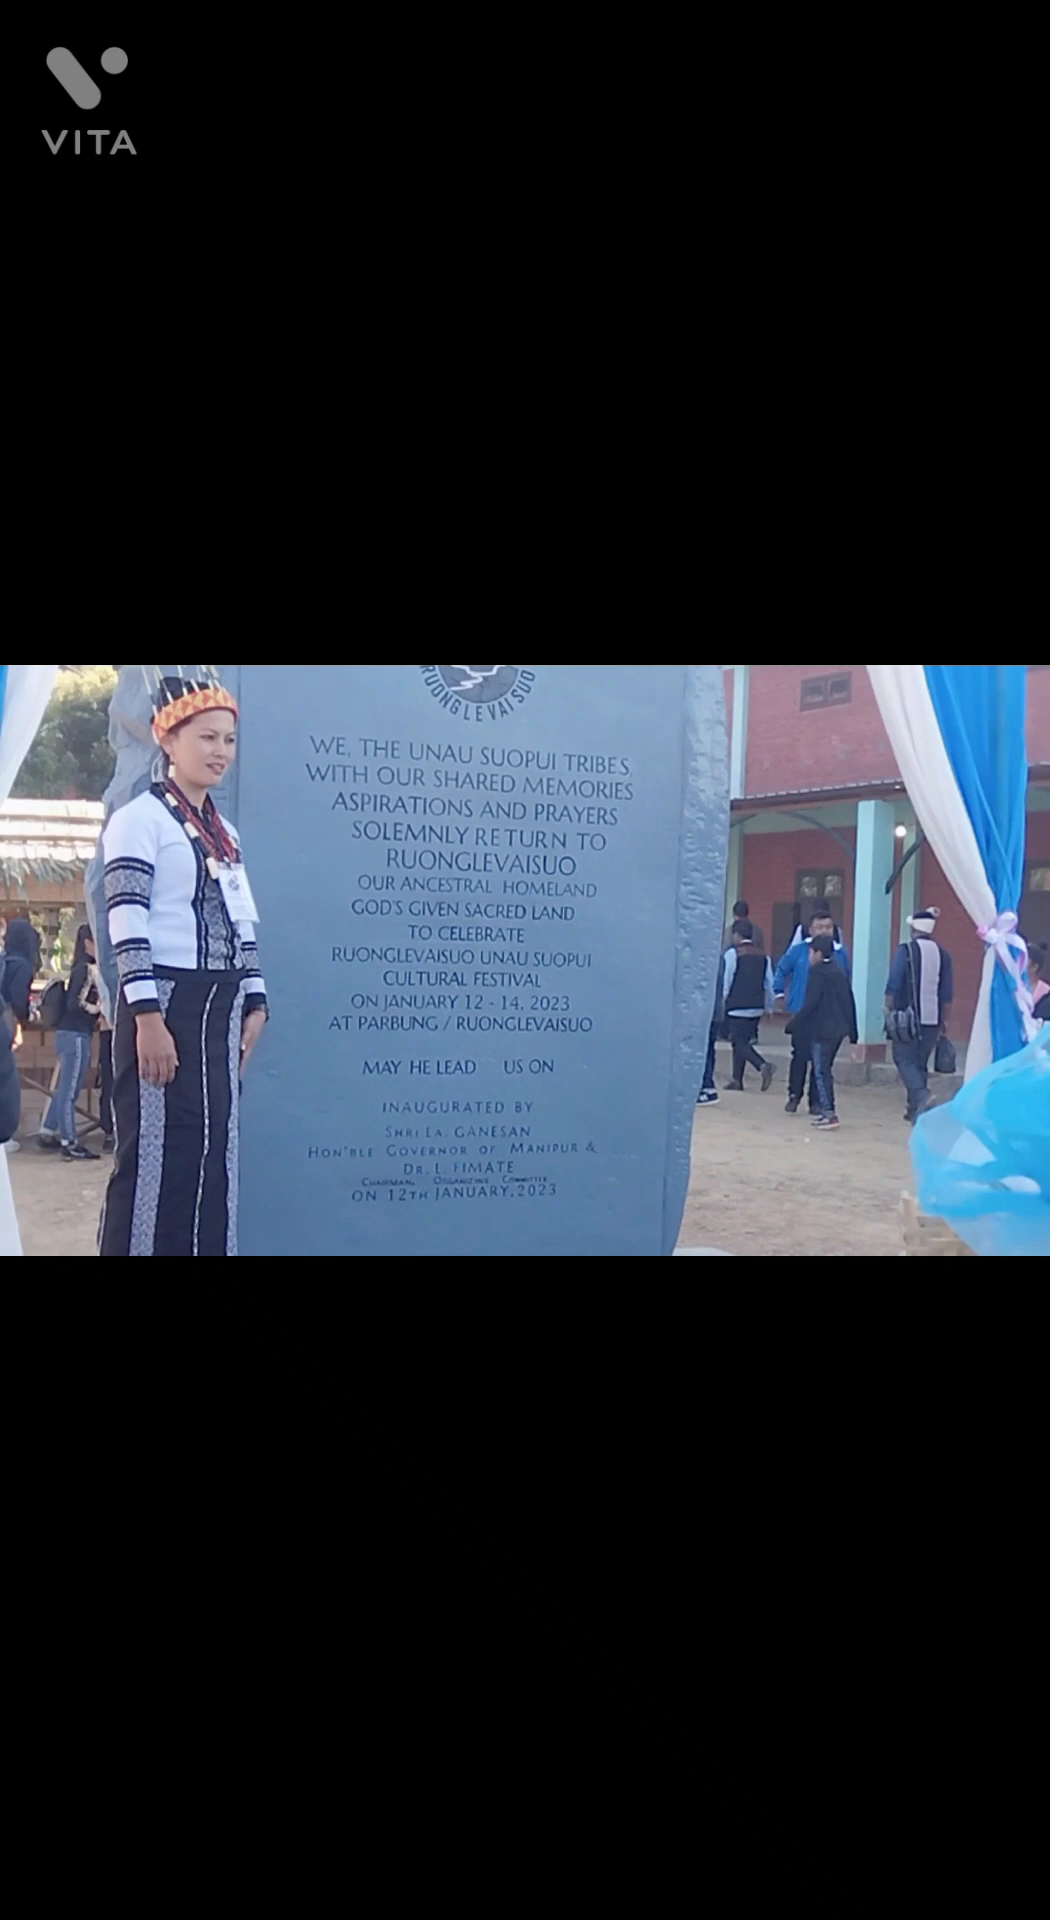 VITA
RUONGLEVAISUO
WE, THE UNAU SUOPUI TRIBES,
WITH OUR SHARED MEMORIES
ASPIRATIONS AND PRAYERS
SOLEMNLY RETURN TO
RUONGLEVAISUO
OUR ANCESTRAL HOMELAND
GOD'S GIVEN SACRED LAND
TO CELEBRATE
RUONGLEVAISUO UNAU SUOPUI
CULTURAL FESTIVAL
ON JANUARY 12 - 14, 2023
AT PARBUNG / RUONGLEVAISUO
MAY HE LEAD US ON
INAUGURATED BY
SHRI LA. GANESAN
HON'BLE GOVERNOR OF MANIPUR &
DR. L. FIMATE
CHAIRMAN, ORGANIZING COMMITTEE
ON 12TH JANUARY, 2023